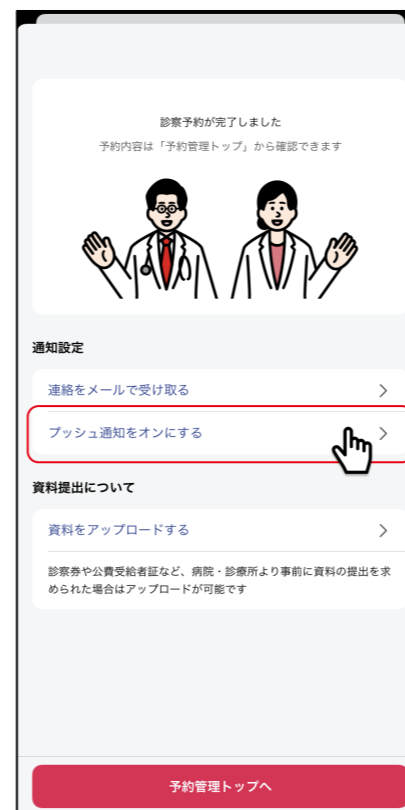 診察予約が完了しました
予約内容は「予約管理トップ」から確認できます
通知設定
連絡をメールで受け取る
プッシュ通知をオンにする
資料提出について
資料をアップロードする
診察券や公費受給者証など、病院・診療所より事前に資料の提出を求
められた場合はアップロードが可能です
予約管理トップへ